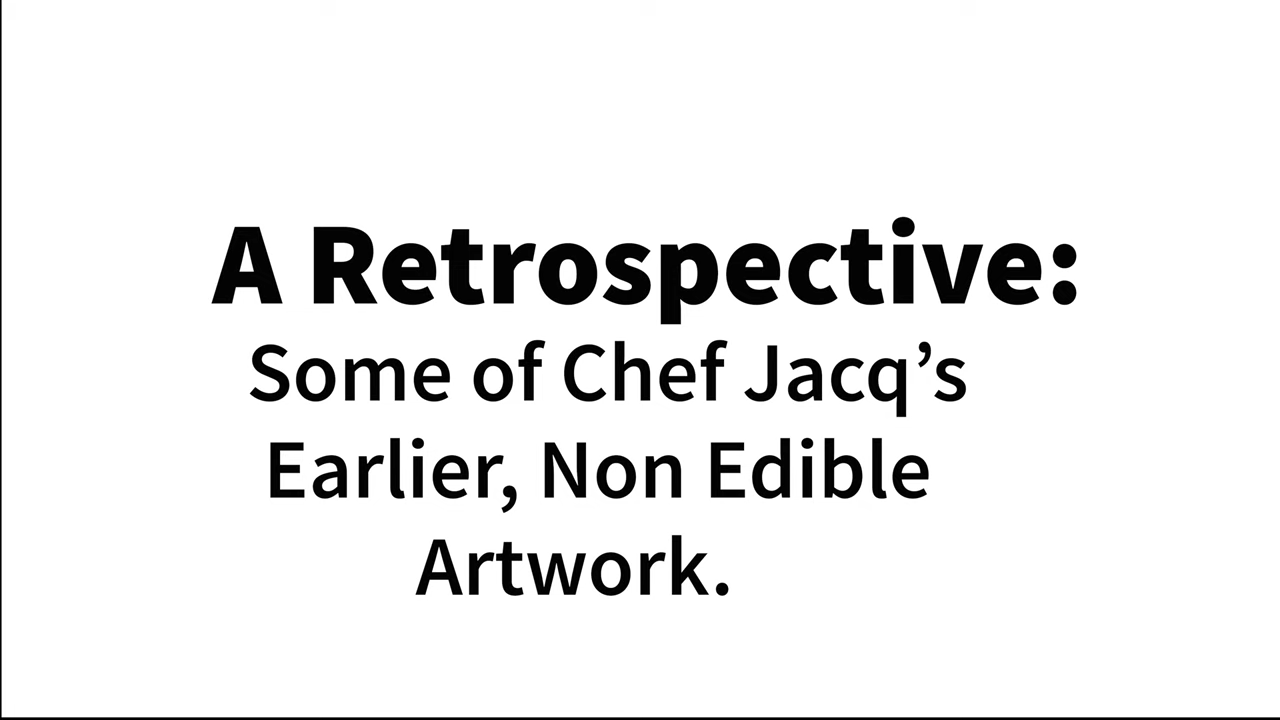 A Retrospective:
Some of Chef Jacq’s
Earlier, Non Edible
Artwork.